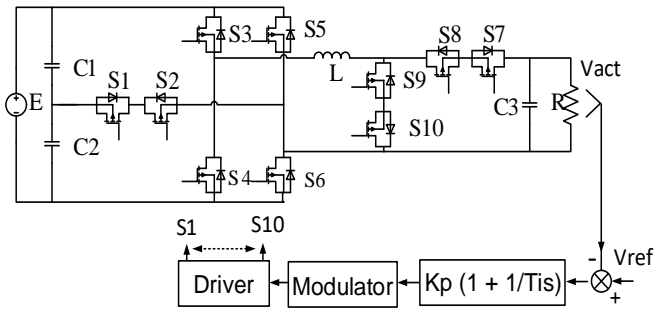 S3
S5
S8 S7
C1
S1 S2
L
S9
Vact
E
C3
R
C2
S10
S4
S6
S1
S10
Vref
-
+
Driver
Modulator
Kp (1 + 1/Tis)